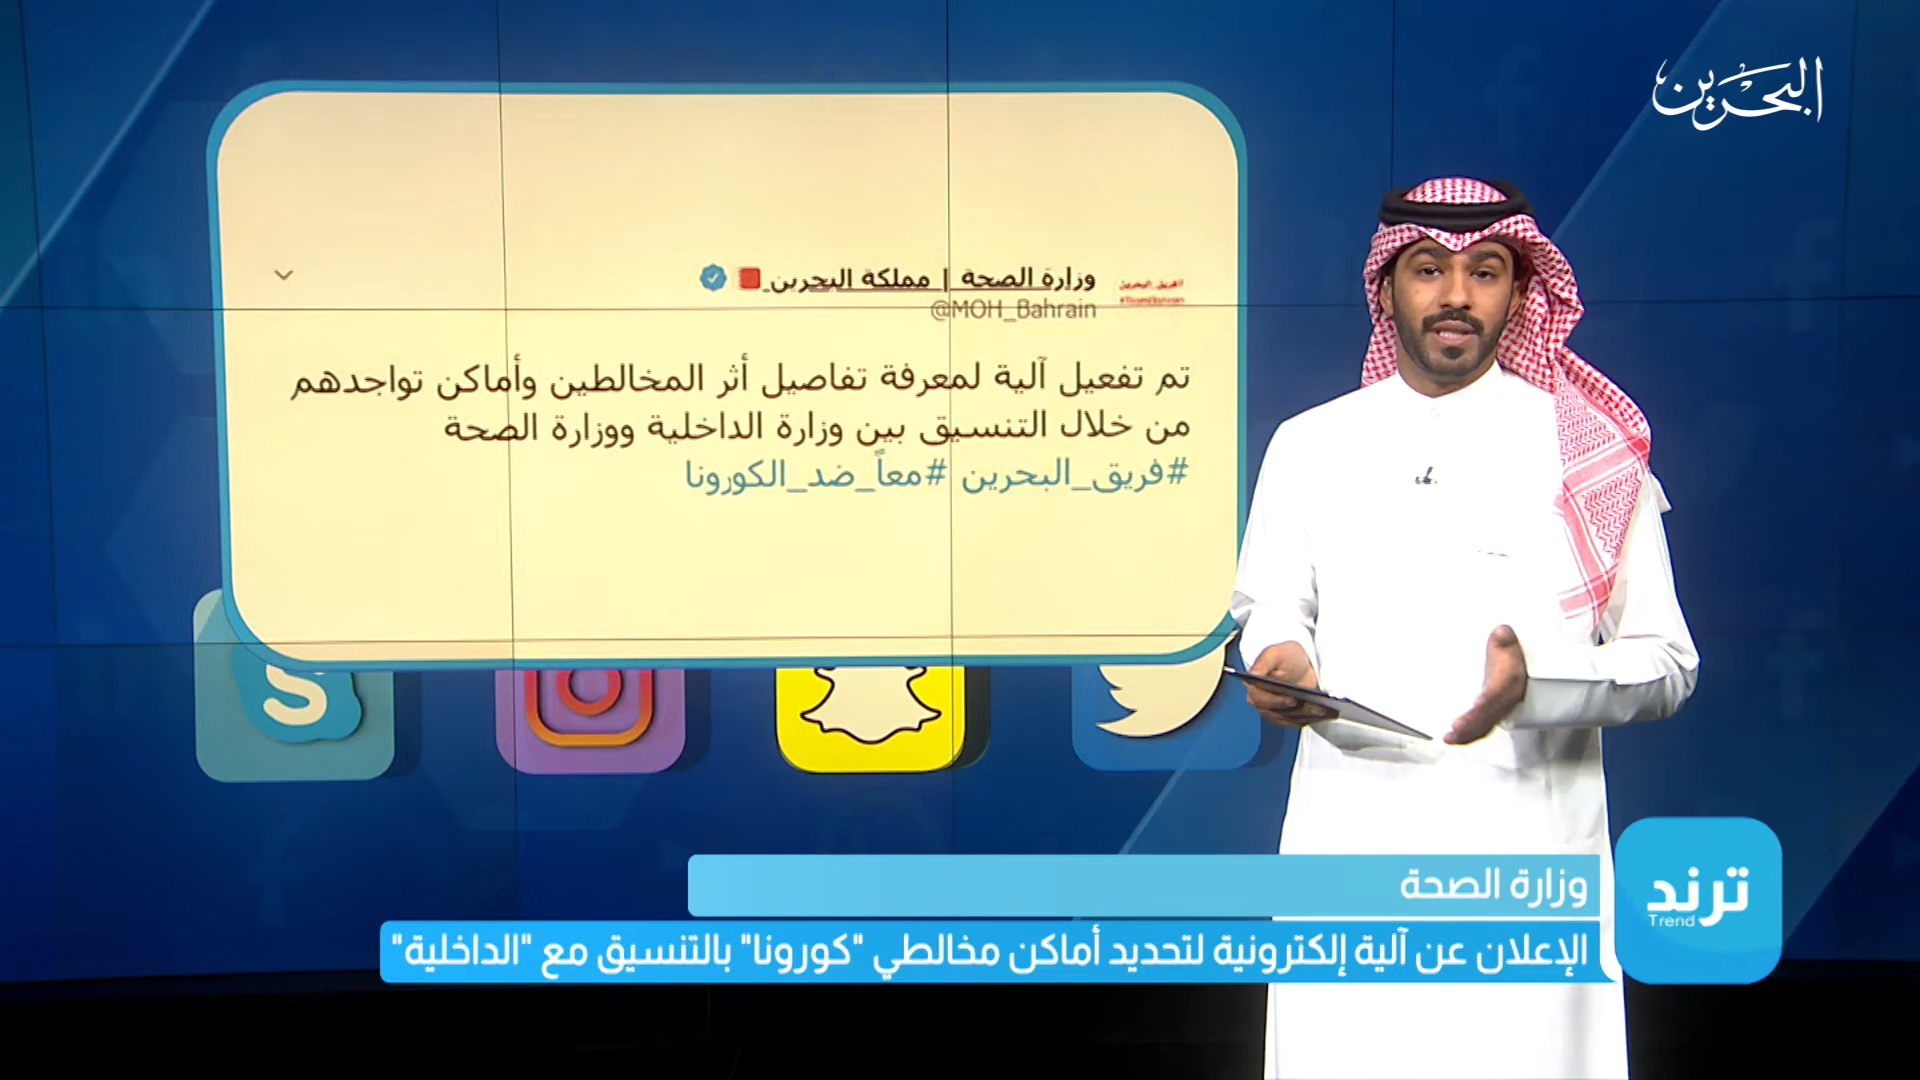 البحرين
وزارة الصحة | مملكة البحرين
@MOH_Bahrain
تم تفعيل آلية لمعرفة تفاصيل أثر المخالطين وأماكن تواجدهم
من خلال التنسيق بين وزارة الداخلية ووزارة الصحة
#فريق_البحرين #معاً_ضد_الكورونا
ترند
Trend
وزارة الصحة
الإعلان عن آلية إلكترونية لتحديد أماكن مخالطي "كورونا" بالتنسيق مع "الداخلية"